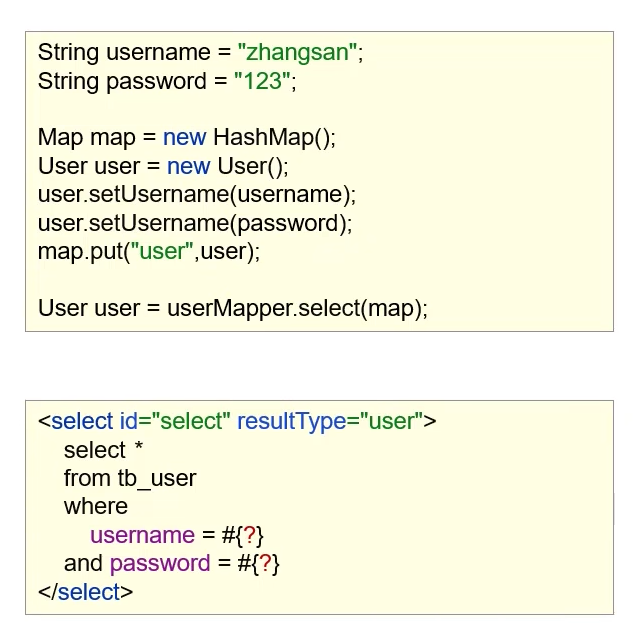 String username = "zhangsan";
String password = "123";
Map map = new HashMap();
User user = new User();
user.setUsername(username);
user.setUsername(password);
map.put("user",user);
User user = userMapper.select(map);
<select id="select" resultType="user">
select *
from tb_user
where
username = #{?}
and password = #{?}
</select>